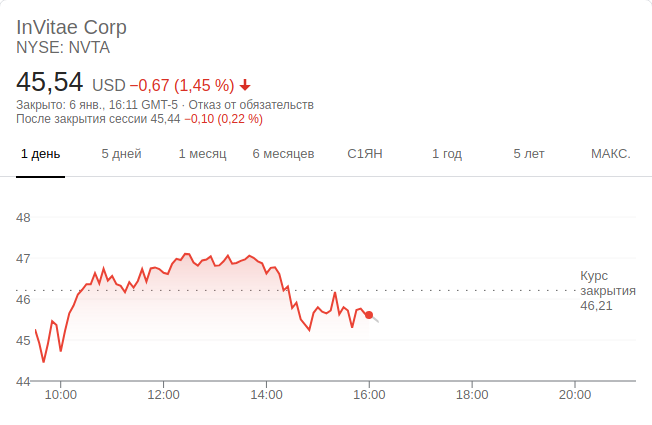 InVitae Corp
NYSE: NVTA
45,54 USD −0,67 (1,45 %)
Закрыто: 6 янв., 16:11 GMT-5 · Отказ от обязательств
После закрытия сессии 45,44 −0,10 (0,22 %)
1 день 5 дней 1 месяц 6 месяцев С1ЯН 1 год 5 лет МАКС.
48
47
46
45
44
Курс
закрытия
46,21
10:00 12:00 14:00 16:00 18:00 20:00